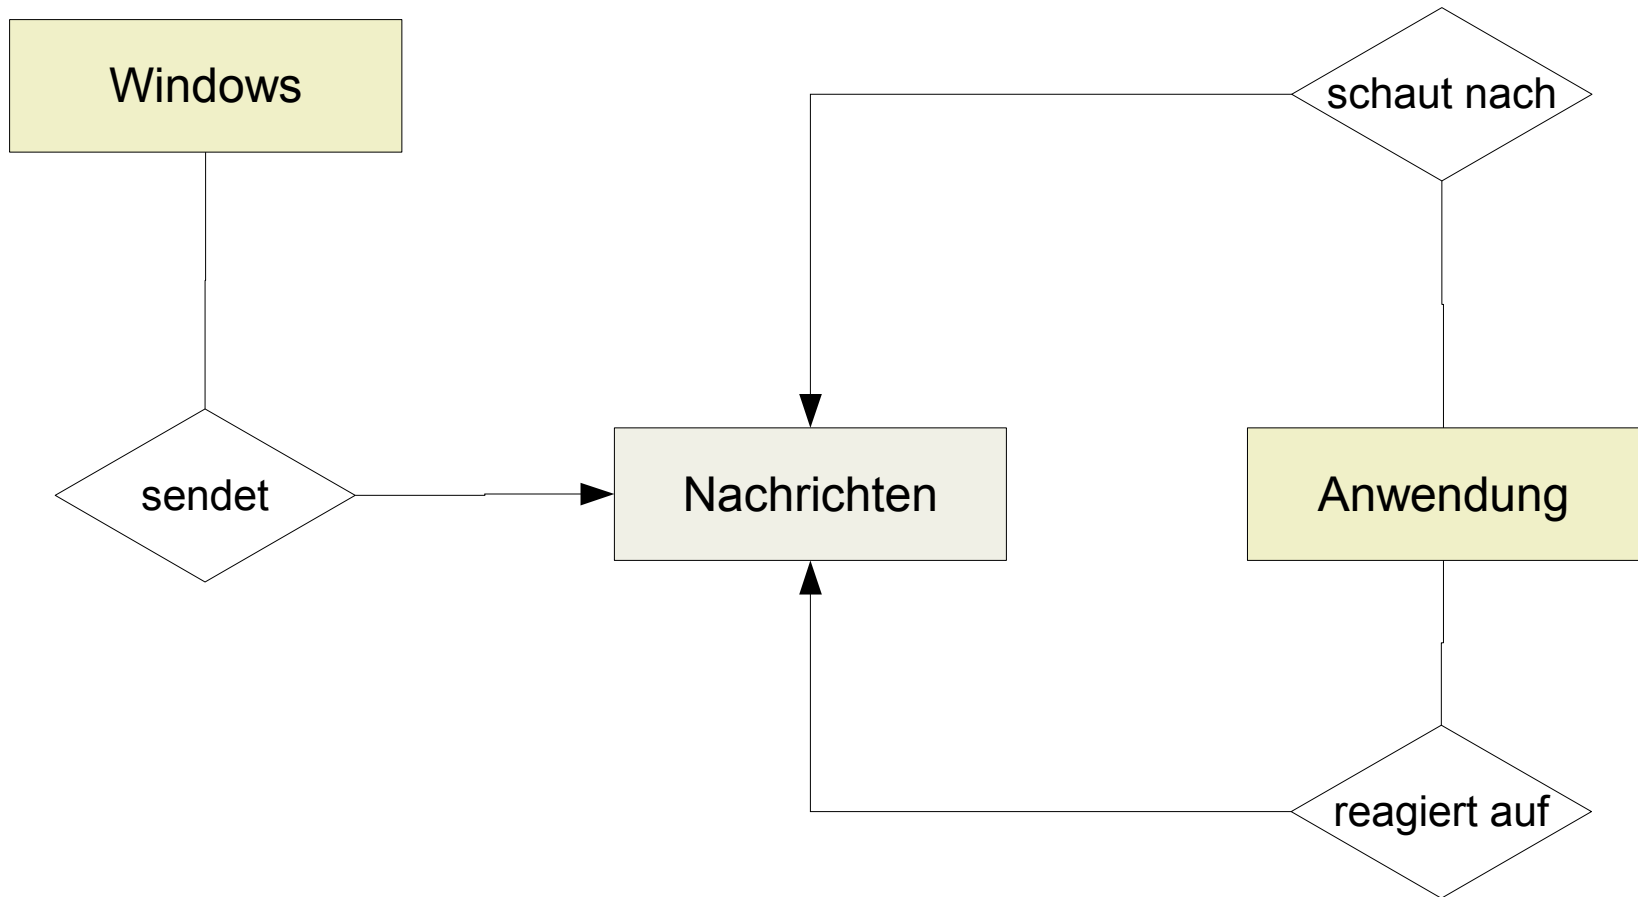 Windows
schaut nach
sendet
Nachrichten
Anwendung
reagiert auf